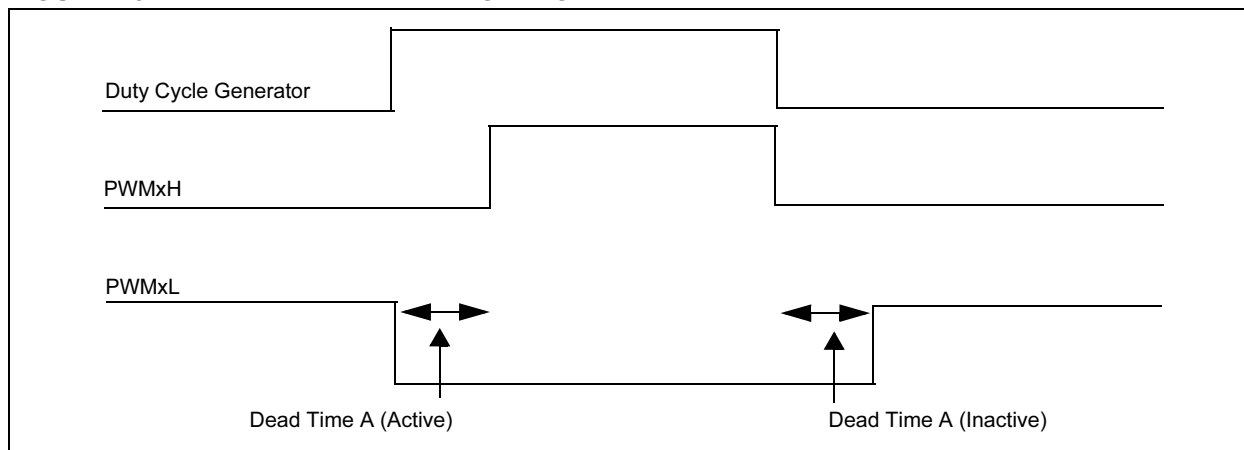 Duty Cycle Generator
PWMxH
PWMxL
Dead Time A (Active)
Dead Time A (Inactive)